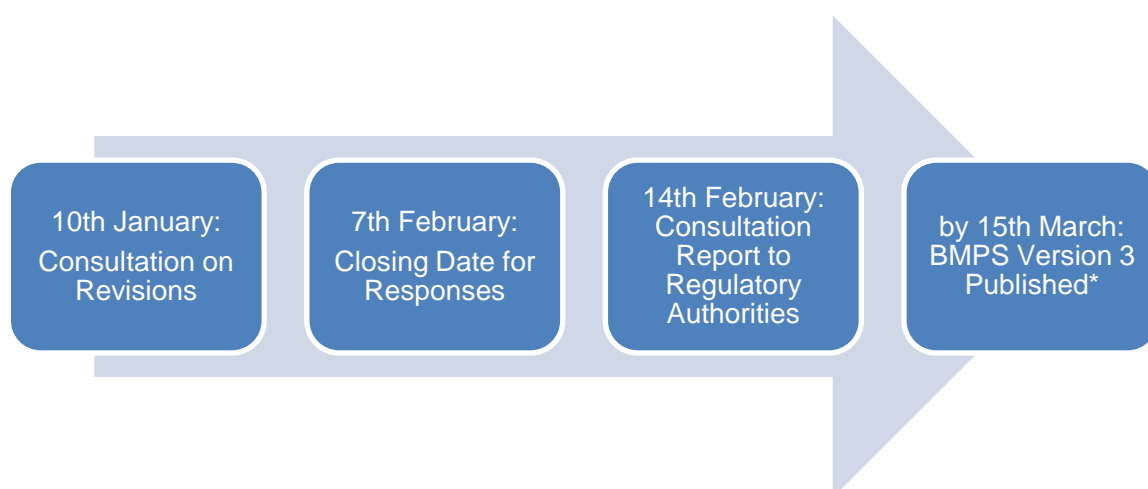 10th January:
Consultation on
Revisions
7th February:
Closing Date for
Responses
14th February:
Consultation
Report to
Regulatory
Authorities
by 15th March:
BMPS Version 3
Published*